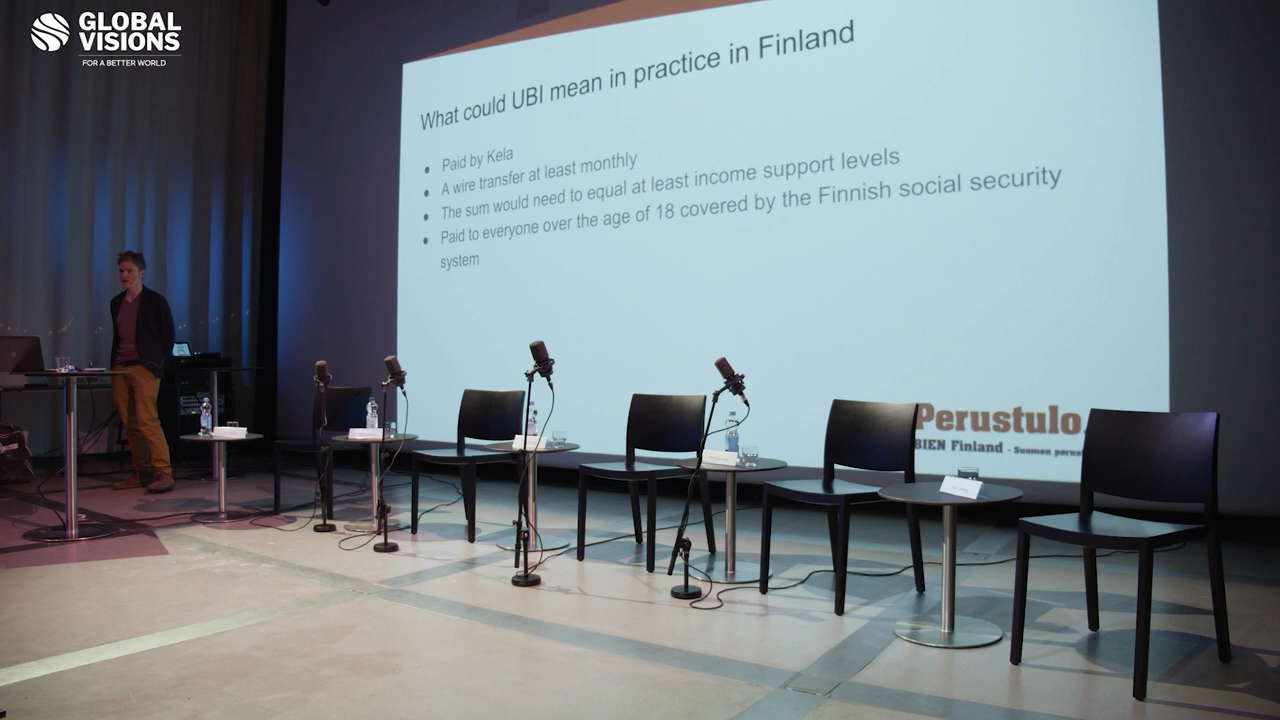 GLOBAL
VISIONS
FOR A BETTER WORLD
What could UBI mean in practice in Finland
● Paid by Kela
● A wire transfer at least monthly
● The sum would need to equal at least income support levels
● Paid to everyone over the age of 18 covered by the Finnish social security
system
Perustulo.
BIEN Finland - Suomen